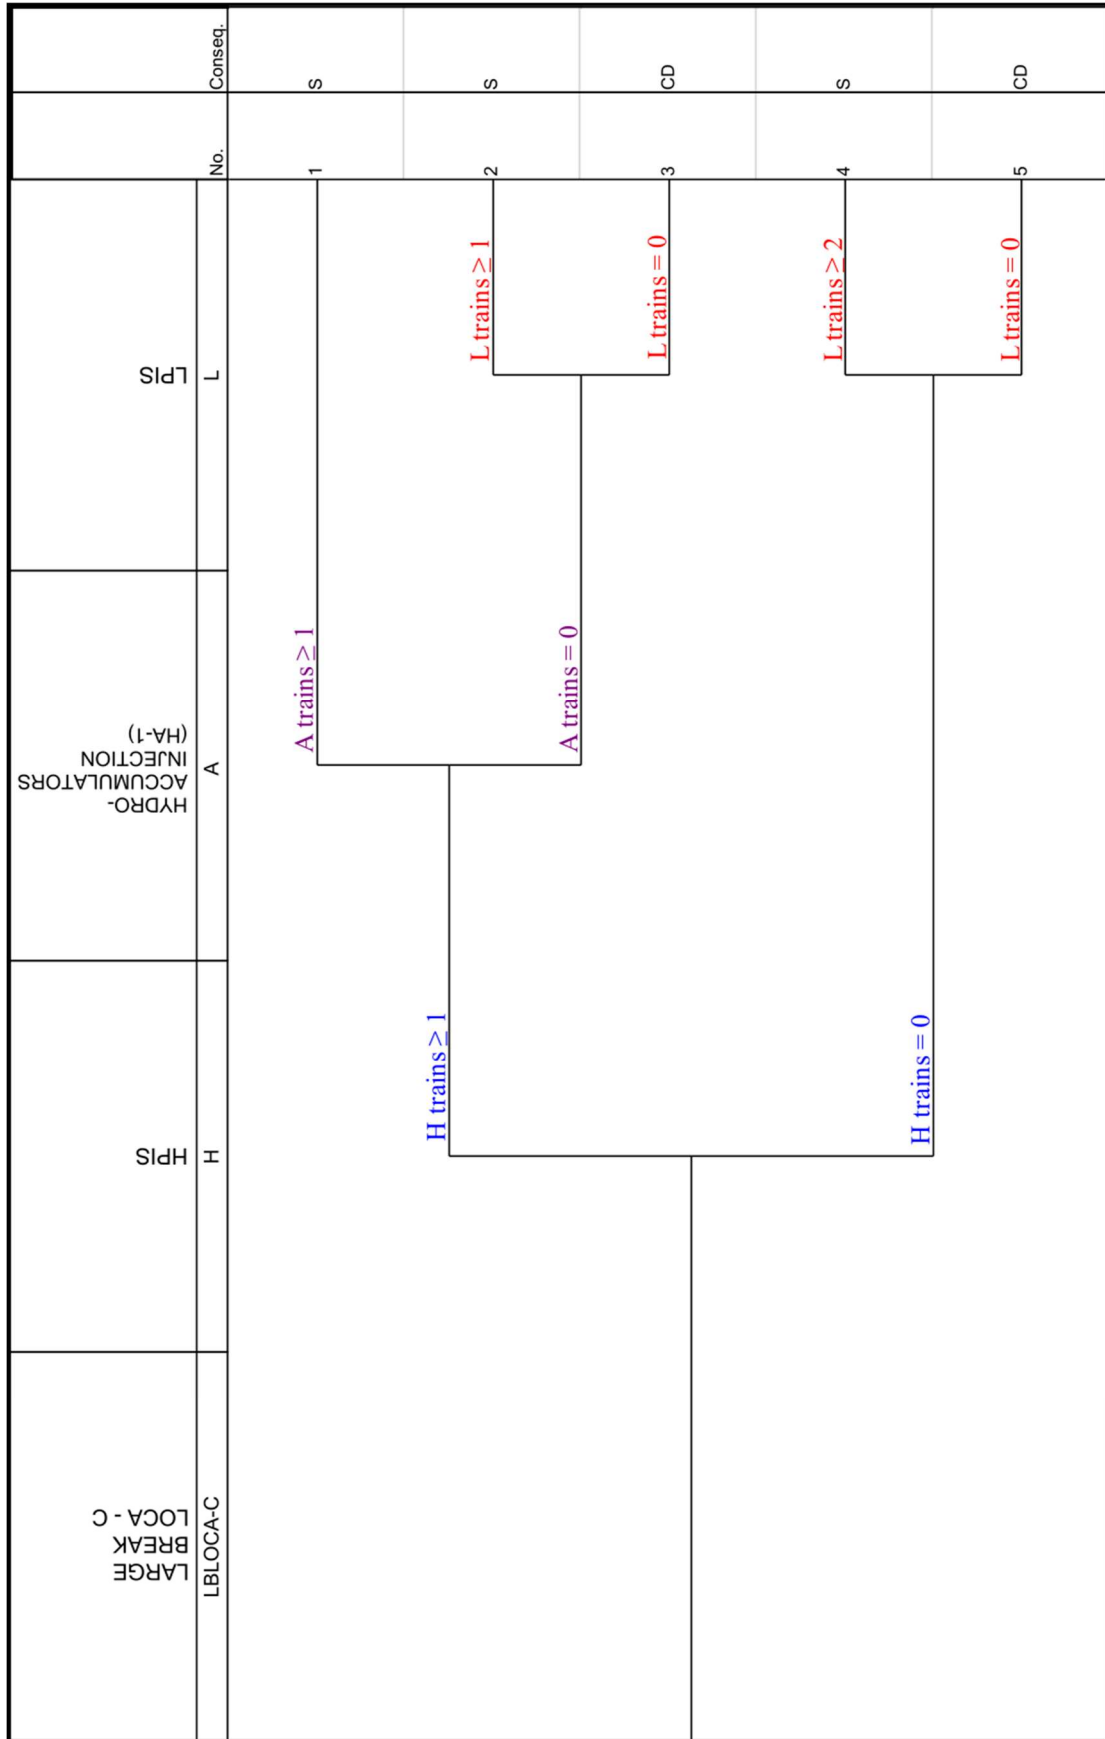 LARGE
BREAK
LOCA - C
HPIS
HYDRO-
ACCUMULATORS
INJECTION
(HA-1)
LPIS
LBLOCA-C
H
A
L
No.
Conseq.
H trains ≥ 1
A trains ≥ 1
1
S
A trains = 0
L trains ≥ 1
2
S
L trains = 0
3
CD
H trains = 0
L trains ≥ 2
4
S
L trains = 0
5
CD